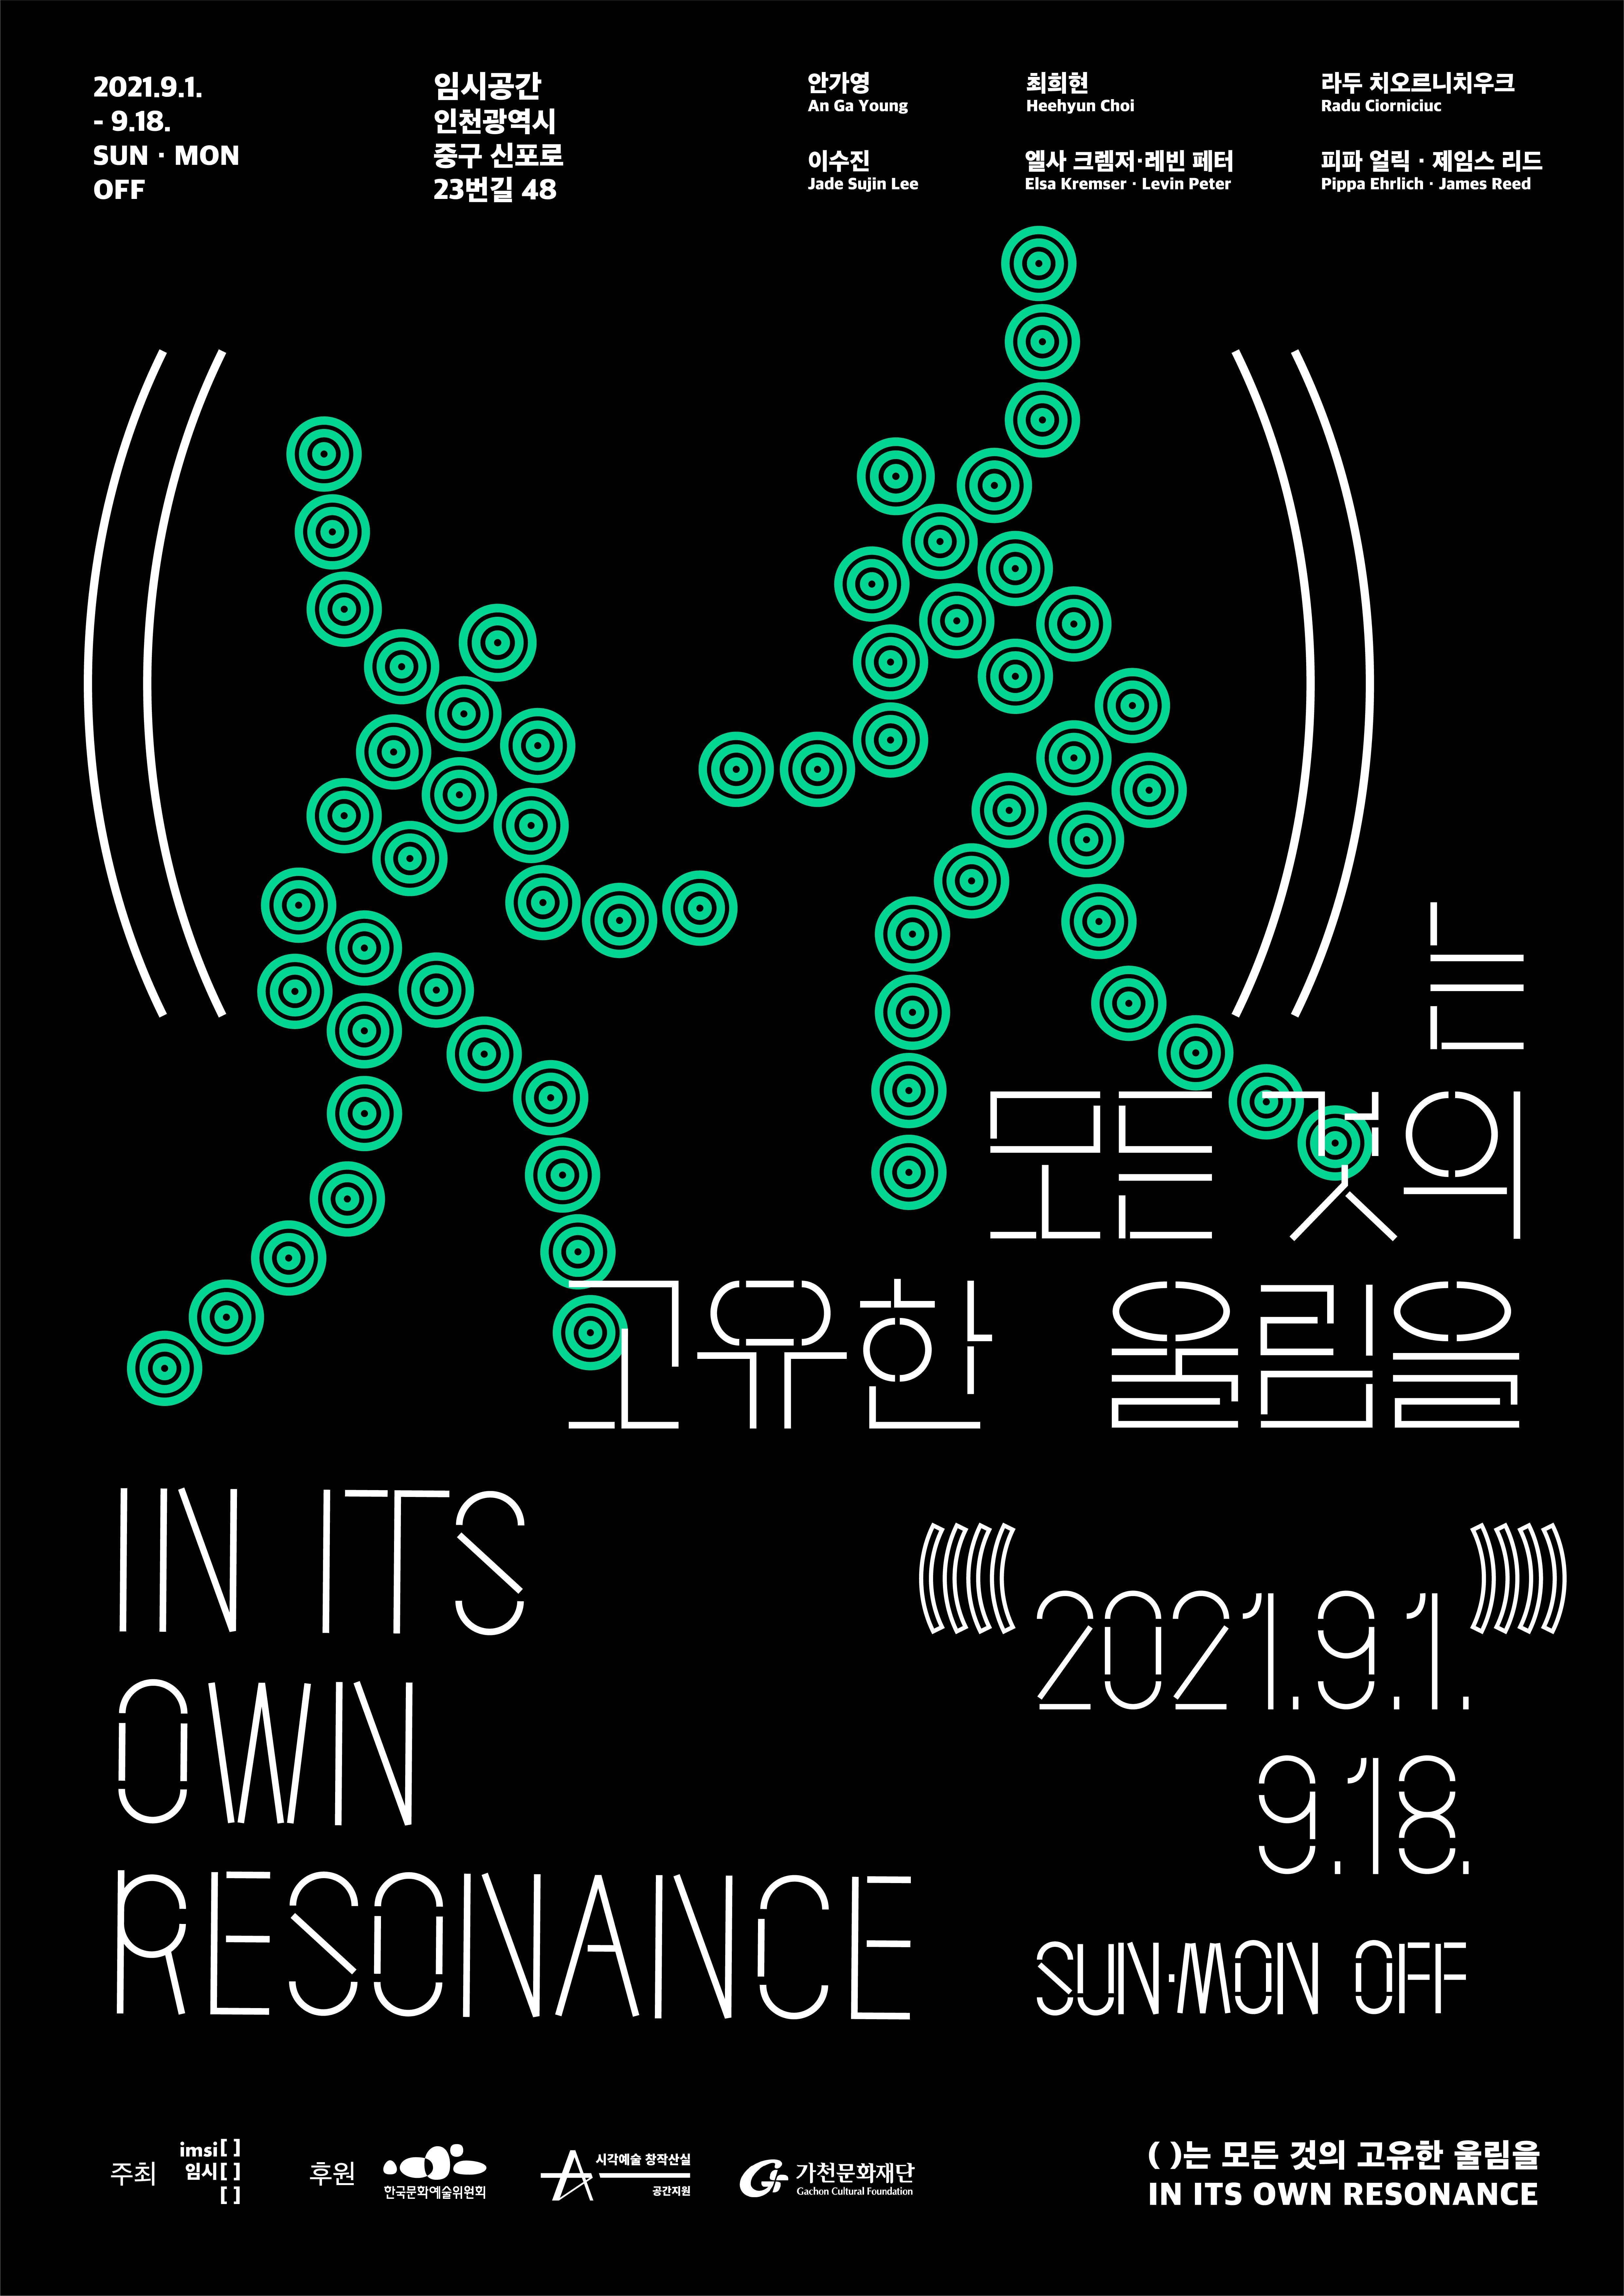 2021.9.1.
- 9.18.
SUN · MON
OFF
임시공간
인천광역시
중구 신포로
23번길 48
안가영
An Ga Young
이수진
Jade Sujin Lee
최희현
Heehyun Choi
엘사 크렘저·레빈 페터
Elsa Kremser · Levin Peter
라두 치오르니치우크
Radu Ciorniciuc
피파 얼릭 · 제임스 리드
Pippa Ehrlich · James Reed
(( ))는
모든 것의
고유한 울림을
IN ITS
OWN
RESONANCE
((((2021.9.1.))))
9.18.
SUN·MON OFF
주최
imsi[ ]
임시[ ]
[ ]
후원
한국문화예술위원회
A 시각예술 창작산실
공간지원
가천문화재단
Gachon Cultural Foundation
( )는 모든 것의 고유한 울림을
IN ITS OWN RESONANCE